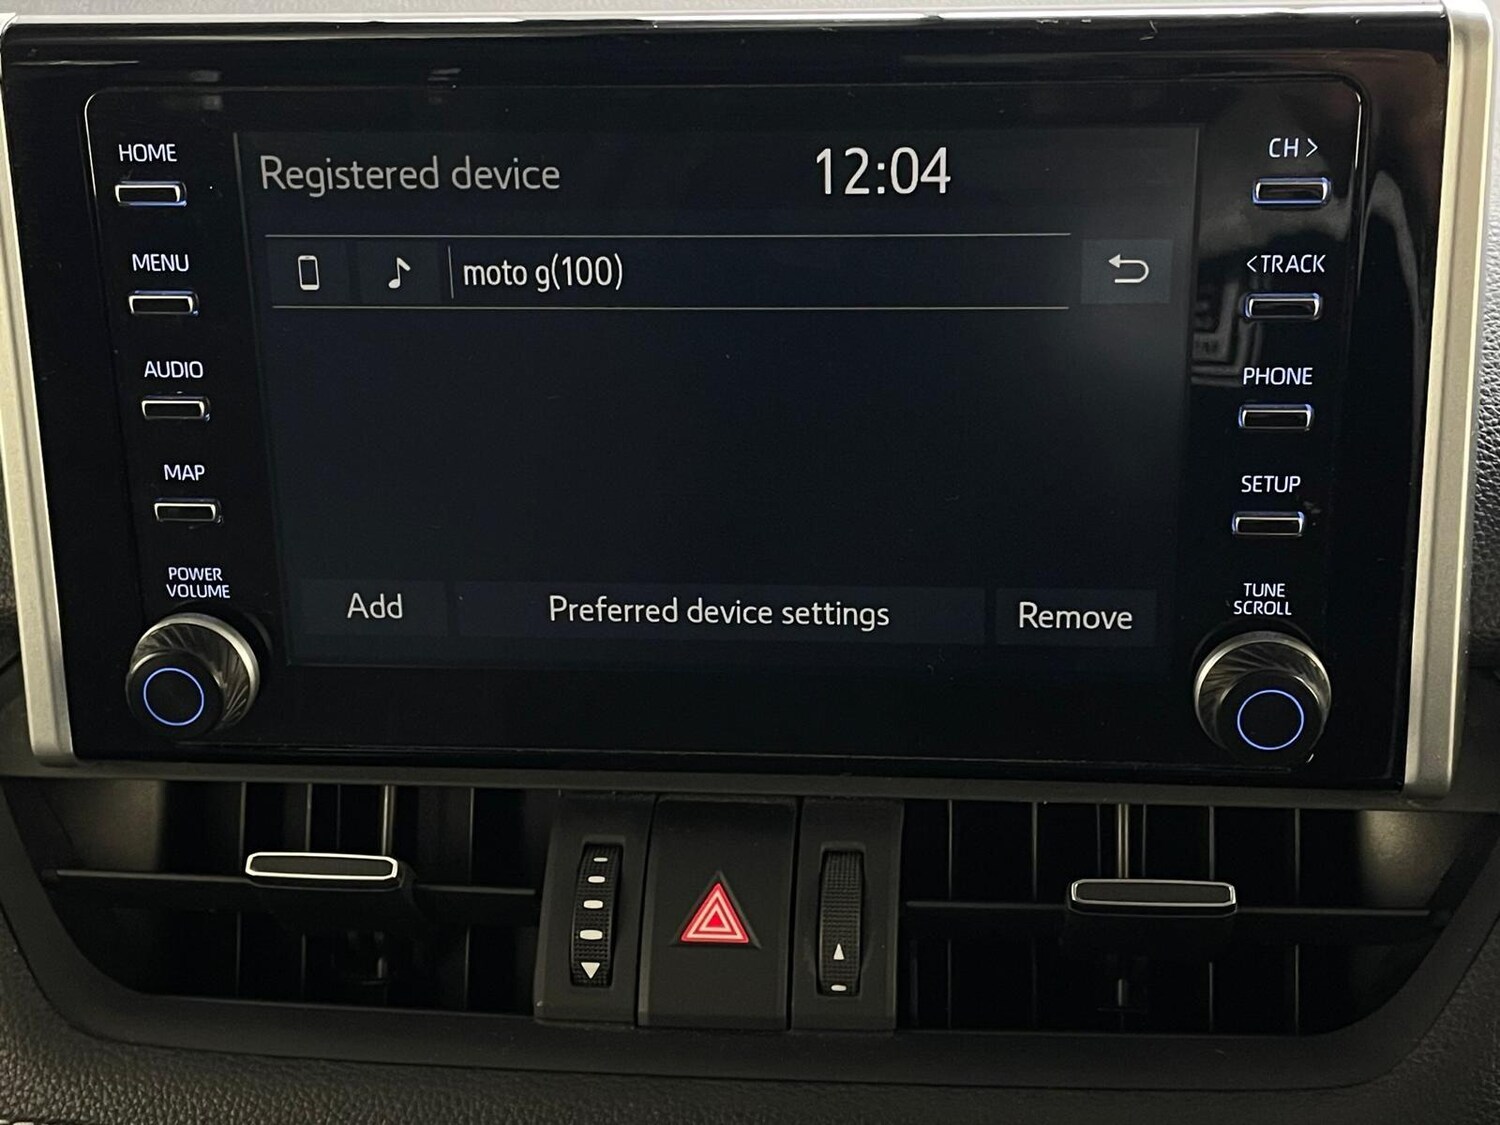 HOME
MENU
AUDIO
MAP
POWER
VOLUME
Registered device
12:04
moto g(100)
Add
Preferred device settings
Remove
CH >
<TRACK
PHONE
SETUP
TUNE
SCROLL